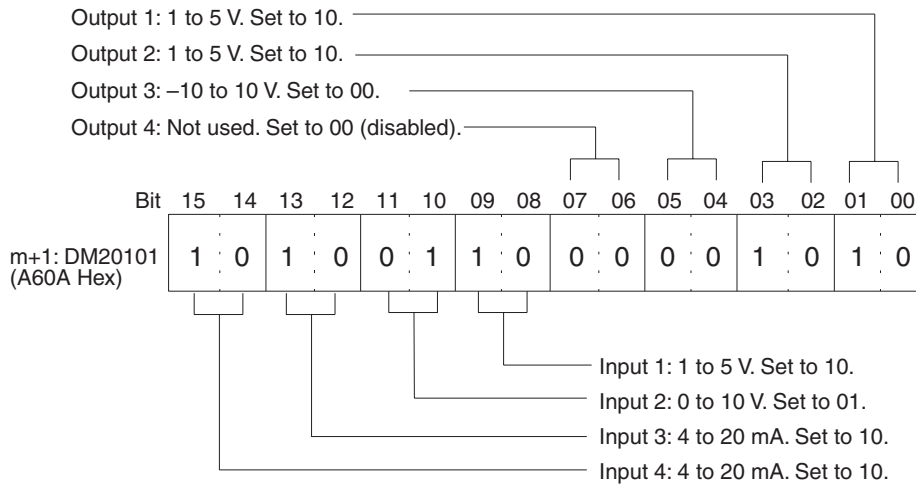 Output 1: 1 to 5 V. Set to 10.
Output 2: 1 to 5 V. Set to 10.
Output 3: –10 to 10 V. Set to 00.
Output 4: Not used. Set to 00 (disabled).
Bit 15 14 13 12 11 10 09 08 07 06 05 04 03 02 01 00
m+1: DM20101 1 0 1 0 0 1 1 0 0 0 0 0 1 0 1 0
(A60A Hex)
Input 1: 1 to 5 V. Set to 10.
Input 2: 0 to 10 V. Set to 01.
Input 3: 4 to 20 mA. Set to 10.
Input 4: 4 to 20 mA. Set to 10.